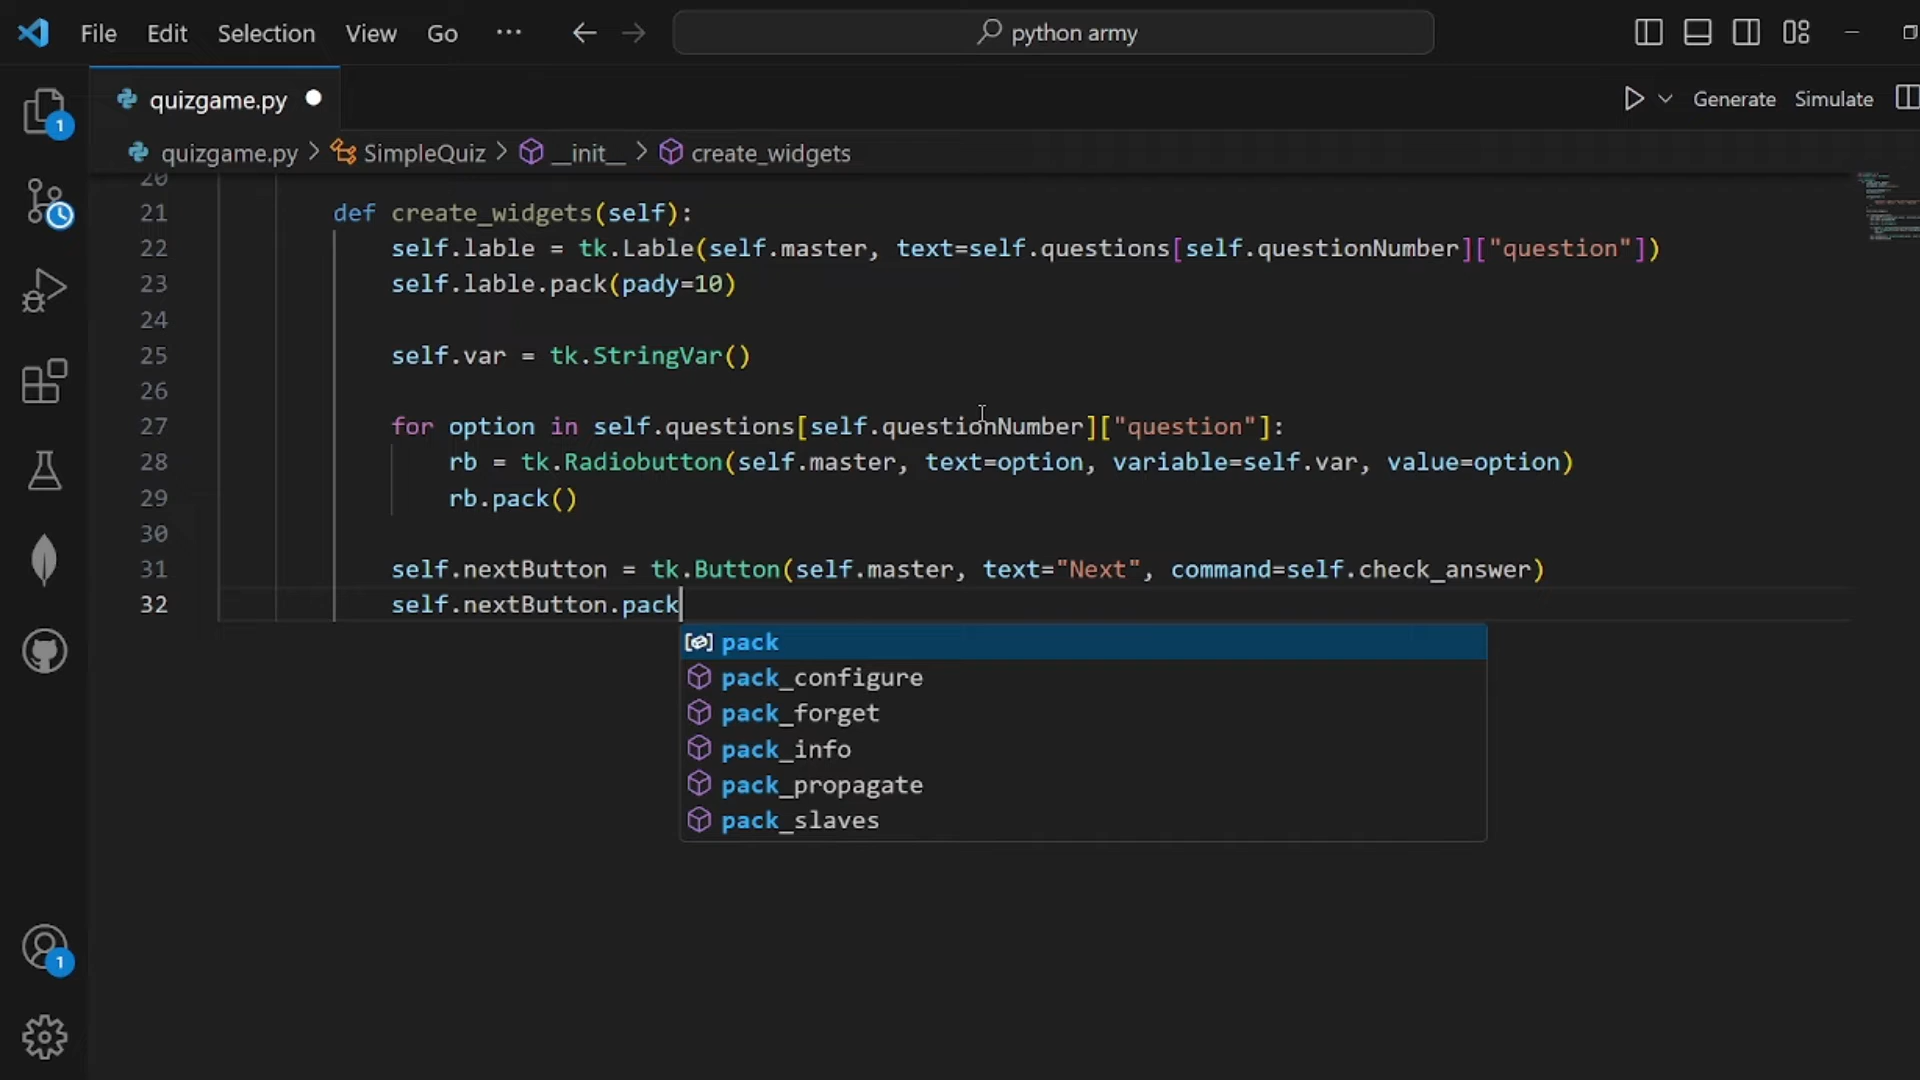 File Edit Selection View Go ··· python army
quizgame.py Generate Simulate
quizgame.py > SimpleQuiz > __init__ > create_widgets
20
21 def create_widgets(self):
22 self.lable = tk.Lable(self.master, text=self.questions[self.questionNumber]["question"])
23 self.lable.pack(pady=10)
24
25 self.var = tk.StringVar()
26
27 for option in self.questions[self.questionNumber]["question"]:
28 rb = tk.Radiobutton(self.master, text=option, variable=self.var, value=option)
29 rb.pack()
30
31 self.nextButton = tk.Button(self.master, text="Next", command=self.check_answer)
32 self.nextButton.pack
pack
pack_configure
pack_forget
pack_info
pack_propagate
pack_slaves
1
1